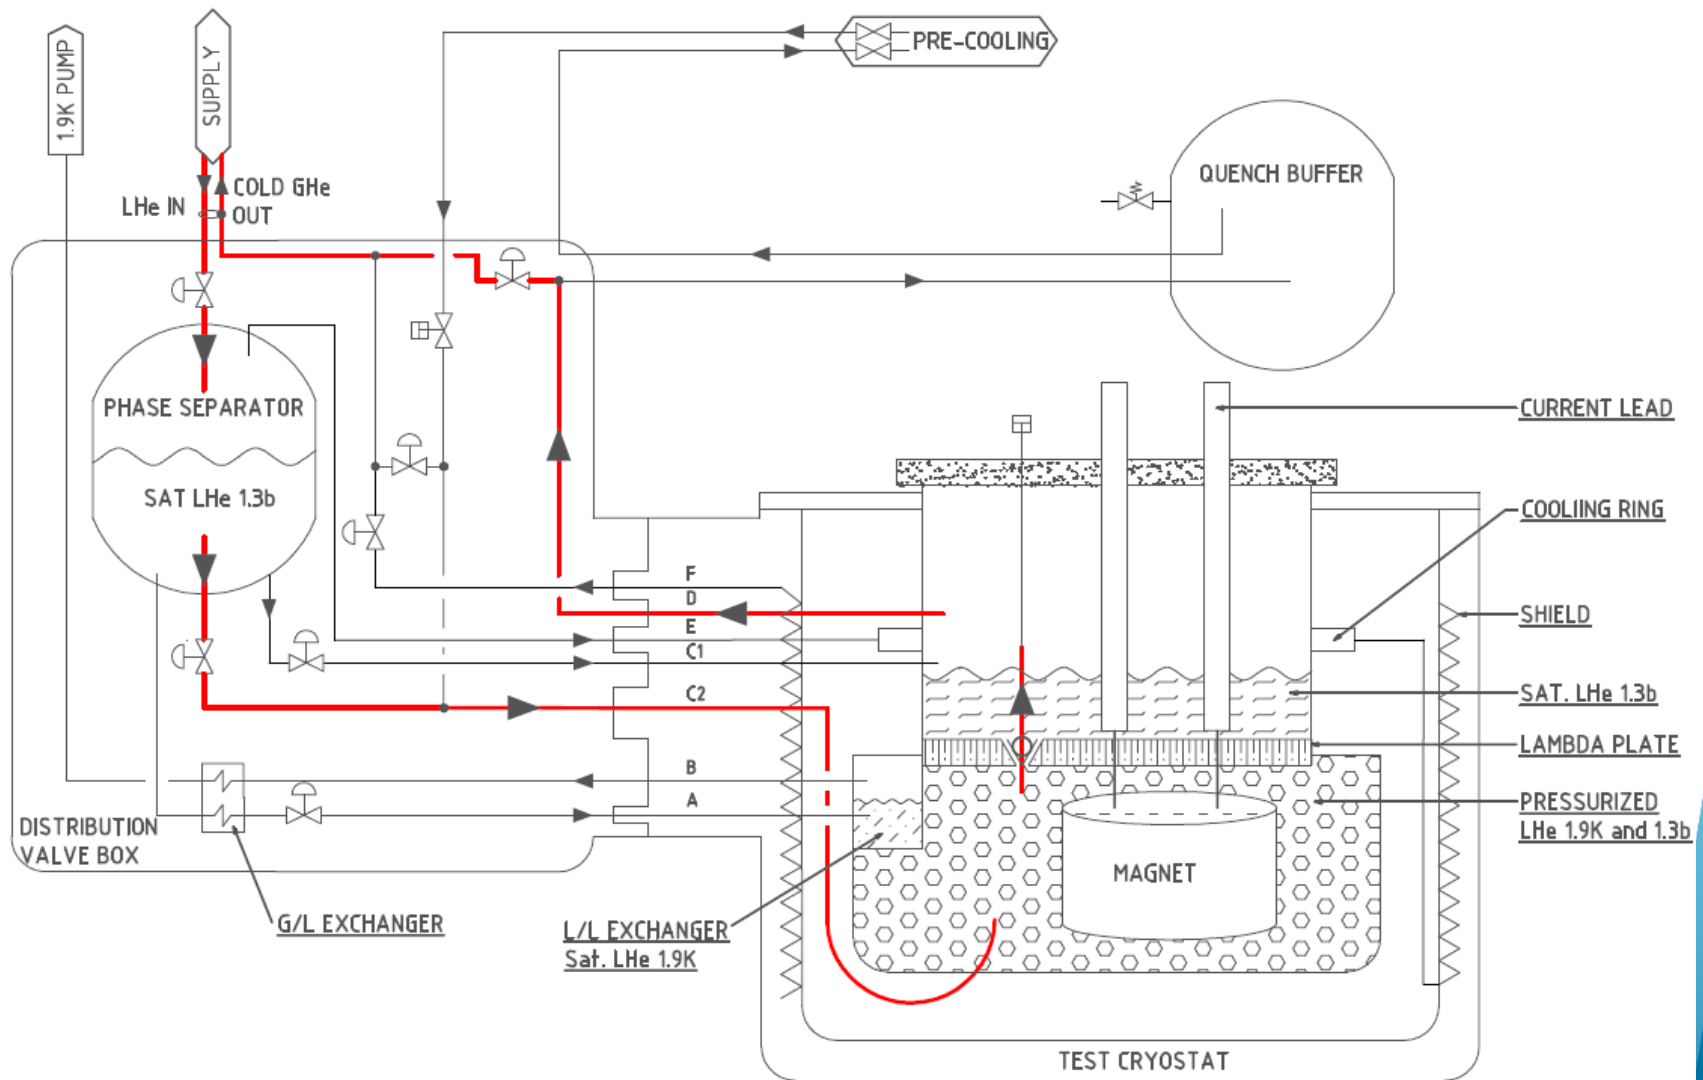 1.9K PUMP
SUPPLY
PRE-COOLING
LHe IN
COLD GHe
OUT
QUENCH BUFFER
PHASE SEPARATOR
SAT LHe 1.3b
CURRENT LEAD
COOLIING RING
SHIELD
SAT. LHe 1.3b
LAMBDA PLATE
PRESSURIZED
LHe 1.9K and 1.3b
F
D
E
C1
C2
B
A
MAGNET
DISTRIBUTION
VALVE BOX
G/L EXCHANGER
L/L EXCHANGER
Sat. LHe 1.9K
TEST CRYOSTAT